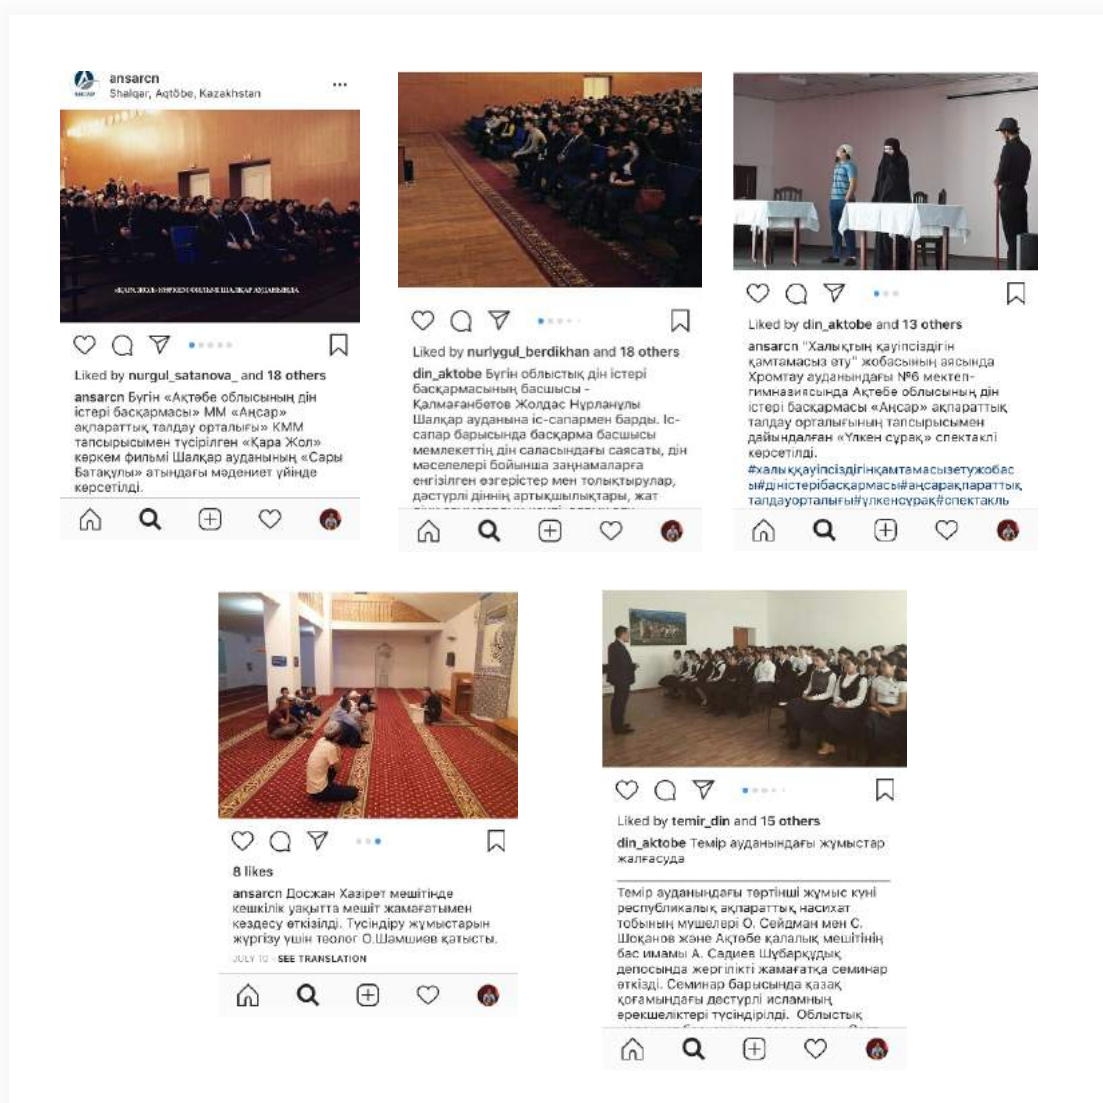 ansarcn
Shalqar, Aqtöbe, Kazakhstan
«ҚАРА ЖОЛ» КӨРКЕМ ФИЛЬМІ ШАЛҚАР АУДАНЫНДА
Liked by nurgul_satanova_ and 18 others
ansarcn Бүгін «Ақтөбе облысының дін
істері басқармасы» ММ «Аңсар»
ақпараттық талдау орталығы» КММ
тапсырысымен түсірілген «Қара Жол»
көркем фильмі Шалқар ауданының «Сары
Батақұлы» атындағы мәдениет үйінде
көрсетілді.
Liked by nurlygul_berdikhan and 18 others
din_aktobe Бүгін облыстық дін істері
басқармасының басшысы -
Қалмағанбетов Жолдас Нұрланұлы
Шалқар ауданына іс-сапармен барды. Іс-
сапар барысында басқарма басшысы
мемлекеттің дін саласындағы саясаты, дін
мәселелері бойынша заңнамаларға
енгізілген өзгерістер мен толықтырулар,
дәстүрлі діннің артықшылықтары, жат
Liked by din_aktobe and 13 others
ansarcn "Халықтың қауіпсіздігін
қамтамасыз ету" жобасының аясында
Хромтау ауданындағы №6 мектеп-
гимназиясында Ақтөбе облысының дін
істері басқармасы «Аңсар» ақпараттық
талдау орталығының тапсырысымен
дайындалған «Үлкен сұрақ» спектаклі
көрсетілді.
#халыққауіпсіздігінқамтамасызетужобас
ы#діністерібасқармасы#аңсарақпараттық
талдауорталығы#үлкенсұрақ#спектакль
8 likes
ansarcn Досжан Хазірет мешітінде
кешкілік уақытта мешіт жамағатымен
кездесу өткізілді. Түсіндіру жұмыстарын
жүргізу үшін теолог О.Шамшиев қатысты.
JULY 10 · SEE TRANSLATION
Liked by temir_din and 15 others
din_aktobe Темір ауданындағы жұмыстар
жалғасуда
Темір ауданындағы төртінші жұмыс күні
республикалық ақпараттық насихат
тобының мүшелері О. Сейдман мен С.
Шоқанов және Ақтөбе қалалық мешітінің
бас имамы А. Садиев Шұбарқұдық
депосында жергілікті жамағатқа семинар
өткізді. Семинар барысында қазақ
қоғамындағы дәстүрлі исламның
ерекшеліктері түсіндірілді. Облыстық